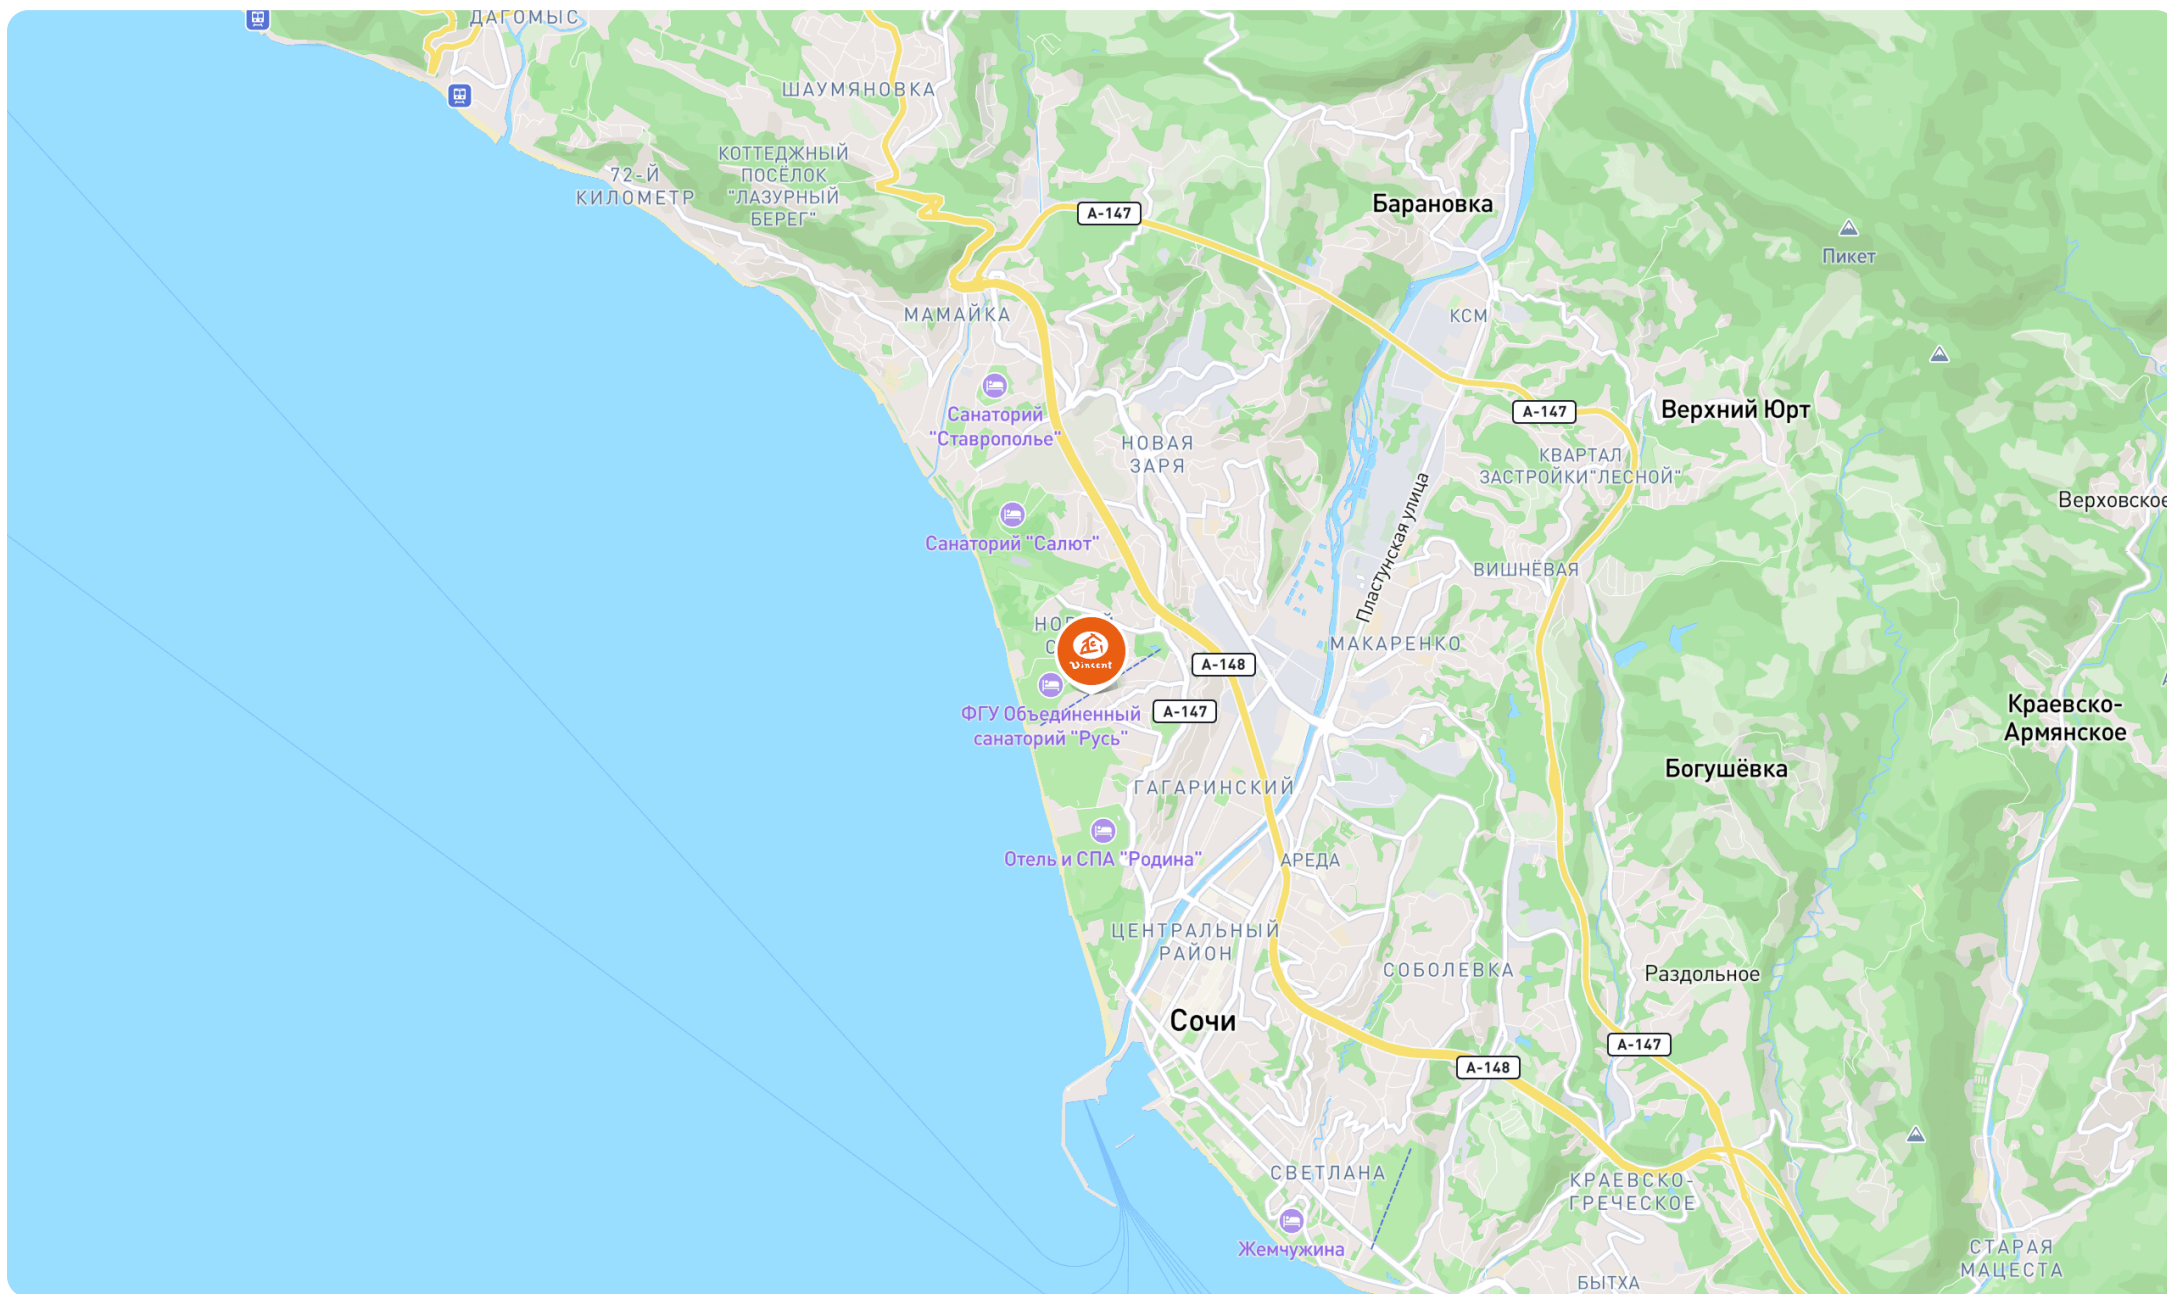 ДАГОМЫС
ШАУМЯНОВКА
КОТТЕДЖНЫЙ
ПОСЁЛОК
"ЛАЗУРНЫЙ
БЕРЕГ"
72-Й
КИЛОМЕТР
А-147
Барановка
Пикет
МАМАЙКА
КСМ
Санаторий
"Ставрополье"
НОВАЯ
ЗАРЯ
А-147
Верхний Юрт
КВАРТАЛ
ЗАСТРОЙКИ"ЛЕСНОЙ"
Верховское
Пластунская улица
Санаторий "Салют"
ВИШНЁВАЯ
МАКАРЕНКО
Vincent
А-148
ФГУ Объединенный
санаторий "Русь"
А-147
Краевско-
Армянское
Богушёвка
ГАГАРИНСКИЙ
Отель и СПА "Родина"
АРЕДА
ЦЕНТРАЛЬНЫЙ
РАЙОН
СОБОЛЕВКА
Раздольное
Сочи
А-147
А-148
СВЕТЛАНА
КРАЕВСКО-
ГРЕЧЕСКОЕ
Жемчужина
СТАРАЯ
МАЦЕСТА
БЫТХА